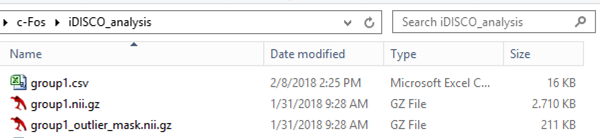 c-Fos ▸ iDISCO_analysis Search iDISCO_analysis
Name Date modified Type Size
group1.csv 2/8/2018 2:25 PM Microsoft Excel C... 16 KB
group1.nii.gz 1/31/2018 9:28 AM GZ File 2.710 KB
group1_outlier_mask.nii.gz 1/31/2018 9:28 AM GZ File 211 KB